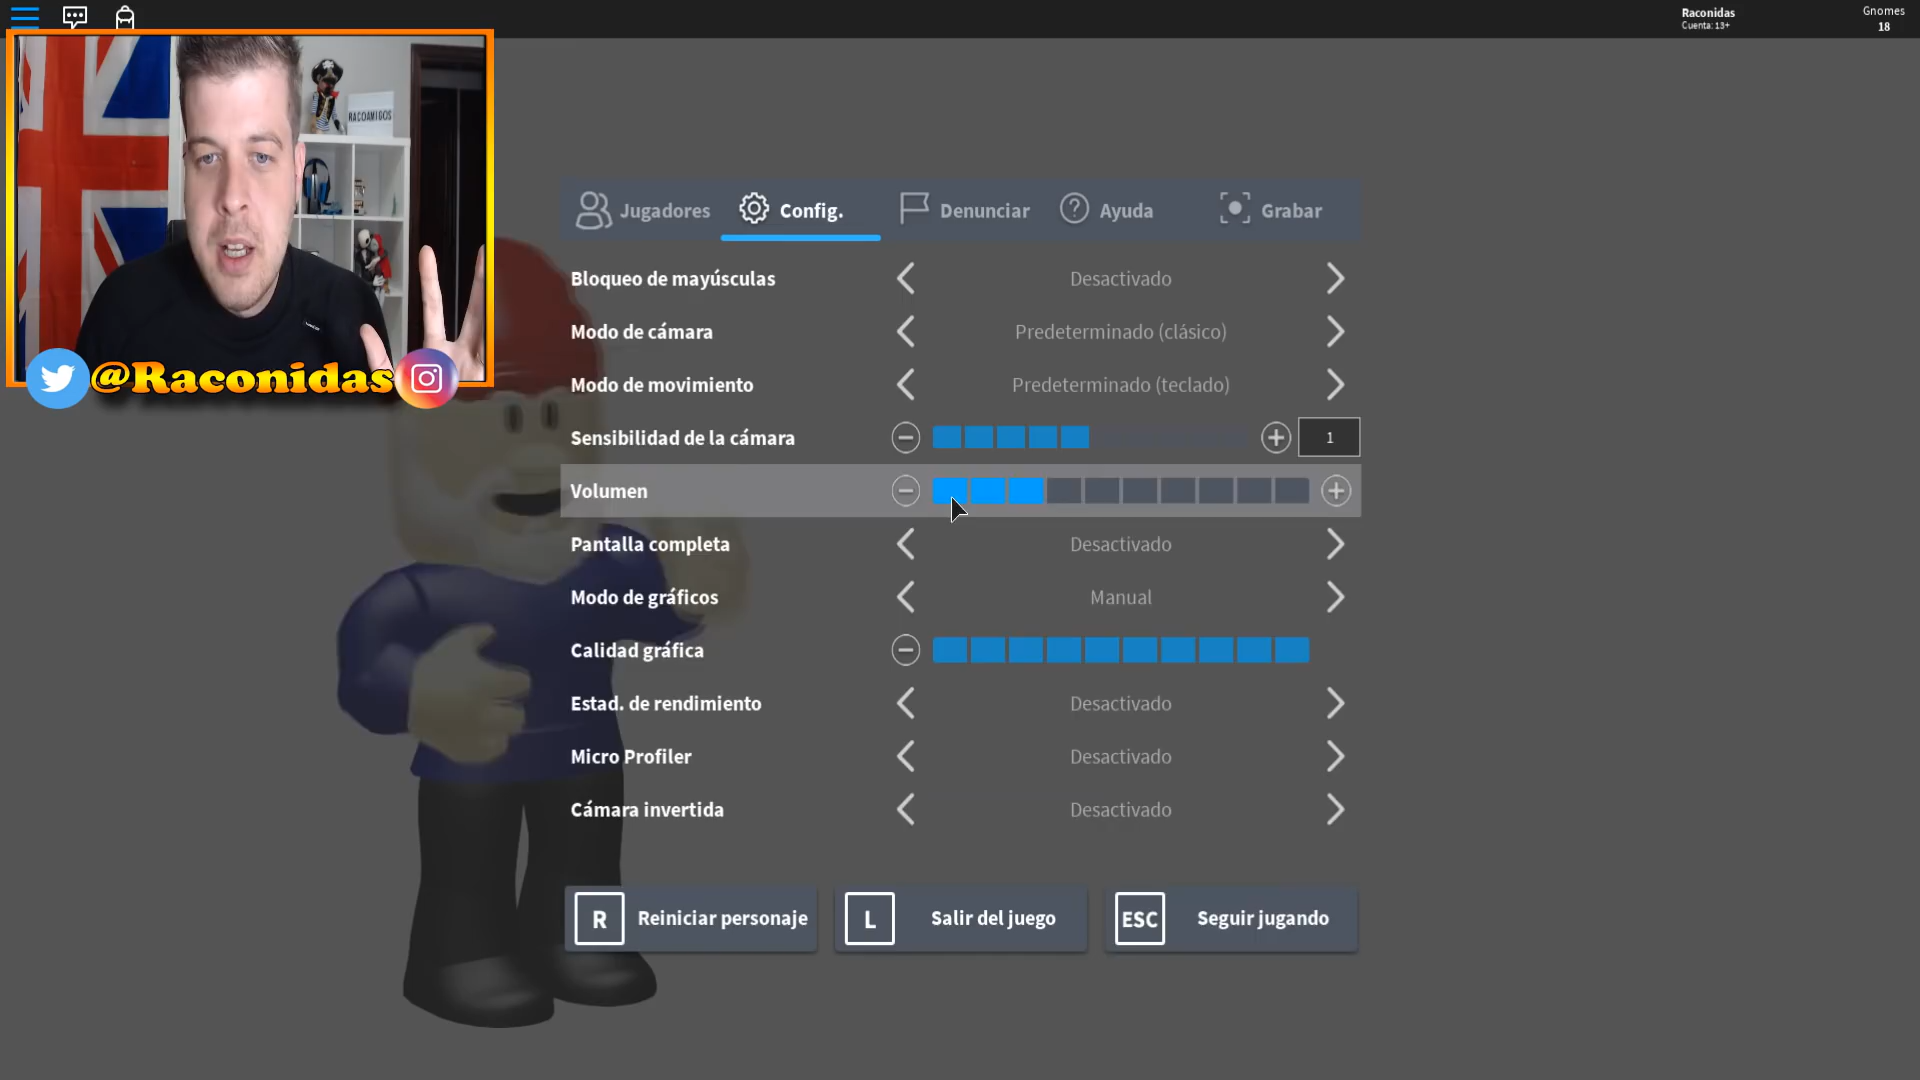 Raconidas
Cuenta: 13+
Gnomes
18
RACOAMIGOS
@Raconidas
Jugadores
Config.
Denunciar
Ayuda
Grabar
Bloqueo de mayúsculas
Desactivado
Modo de cámara
Predeterminado (clásico)
Modo de movimiento
Predeterminado (teclado)
Sensibilidad de la cámara
1
Volumen
Pantalla completa
Desactivado
Modo de gráficos
Manual
Calidad gráfica
Estad. de rendimiento
Desactivado
Micro Profiler
Desactivado
Cámara invertida
Desactivado
R Reiniciar personaje
L Salir del juego
ESC Seguir jugando